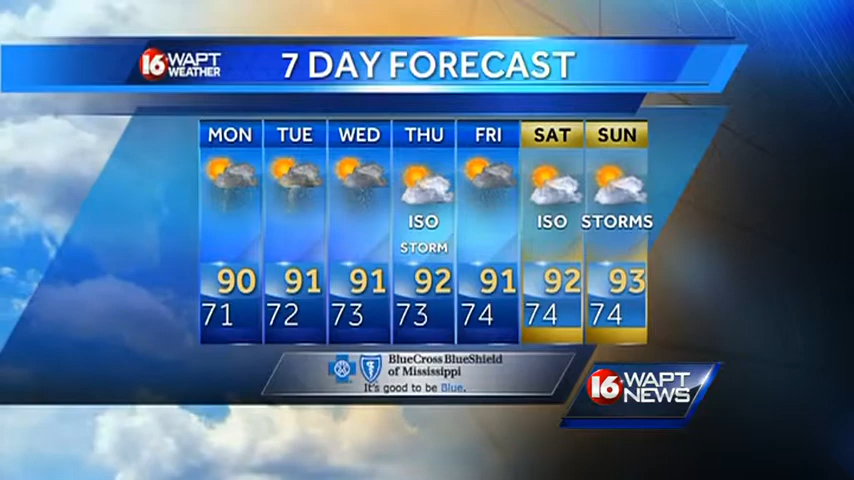 16 WAPT
WEATHER
7 DAY FORECAST
MON TUE WED THU FRI SAT SUN
ISO ISO STORMS
STORM
90 91 91 92 91 92 93
71 72 73 73 74 74 74
BlueCross BlueShield
of Mississippi
It's good to be Blue.
16 WAPT
NEWS